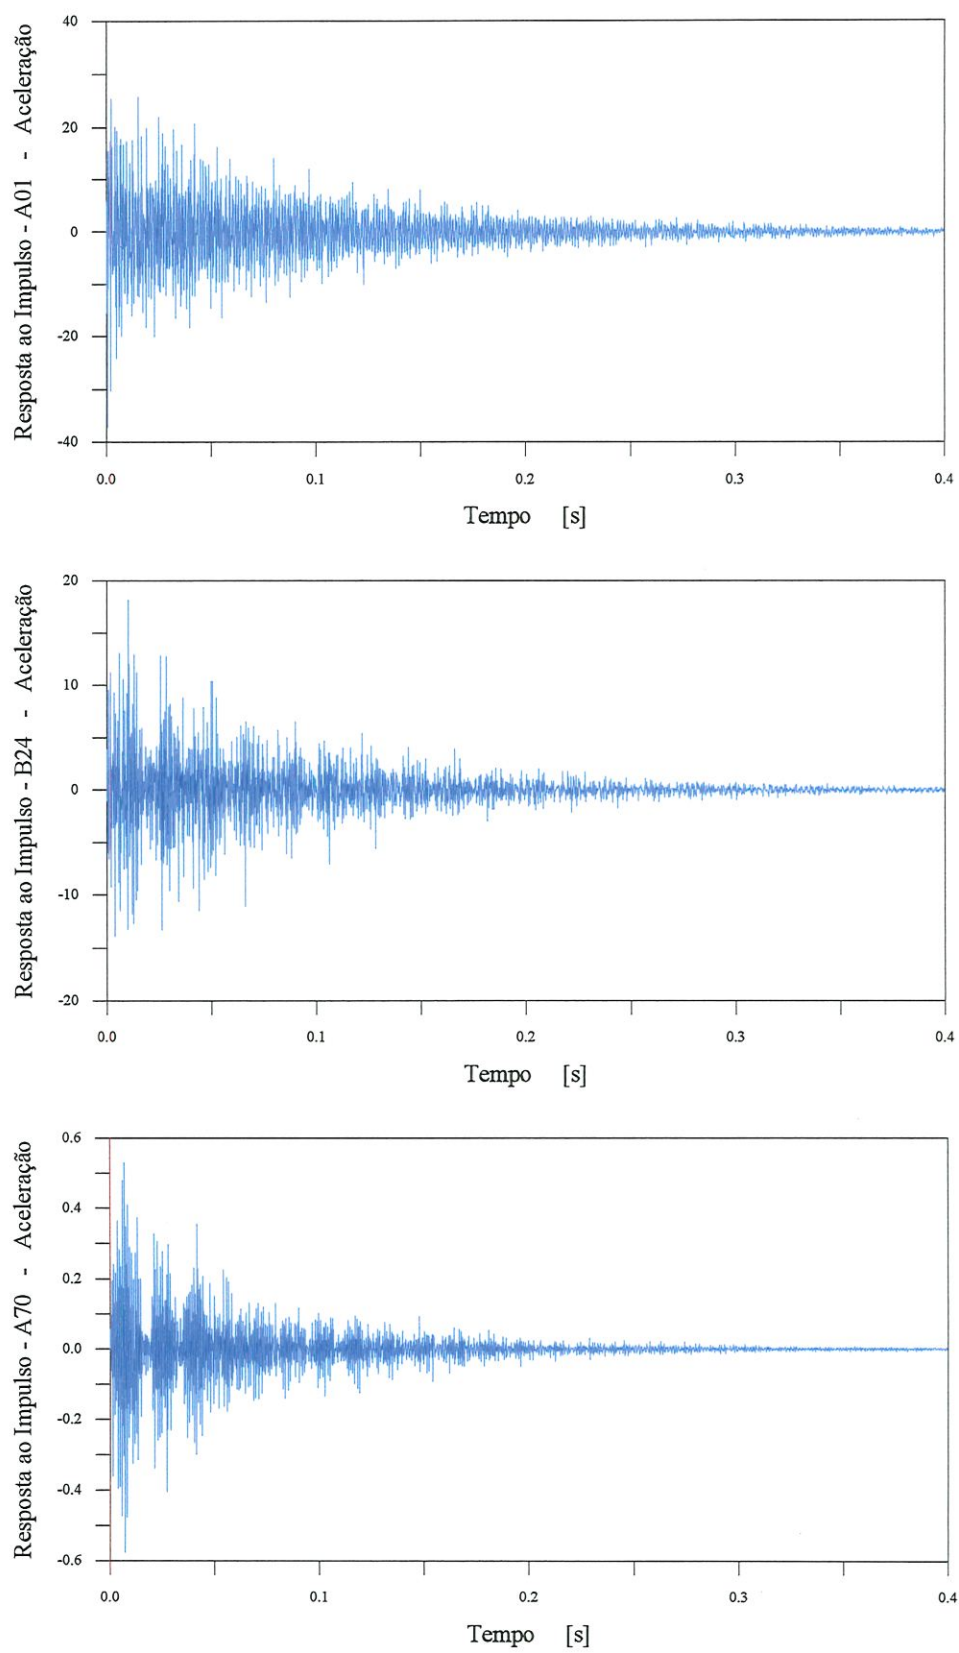 Resposta ao Impulso - A01 - Aceleração
40
20
0
-20
-40
0.0 0.1 0.2 0.3 0.4
Tempo [s]
Resposta ao Impulso - B24 - Aceleração
20
10
0
-10
-20
0.0 0.1 0.2 0.3 0.4
Tempo [s]
Resposta ao Impulso - A70 - Aceleração
0.6
0.4
0.2
0.0
-0.2
-0.4
-0.6
0.0 0.1 0.2 0.3 0.4
Tempo [s]